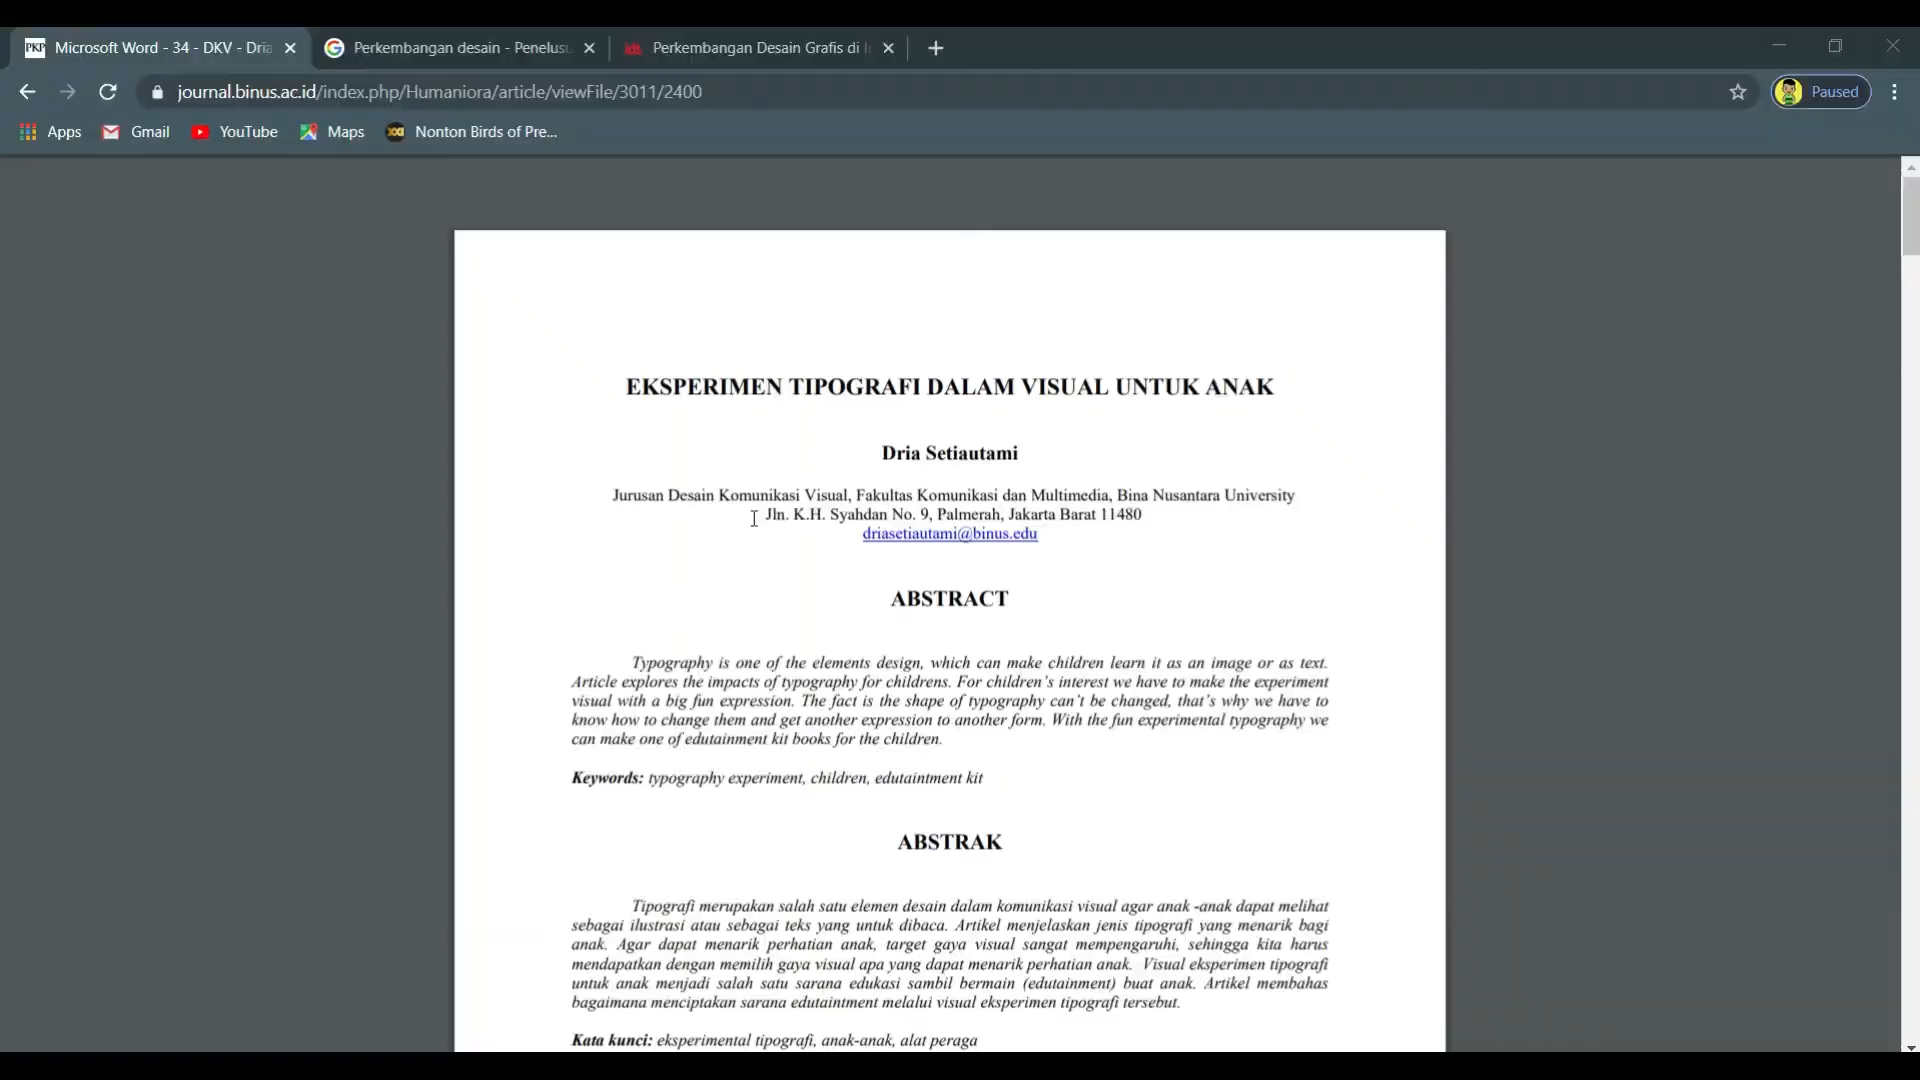 PKP Microsoft Word - 34 - DKV - Dria
Perkembangan desain - Penelus
Perkembangan Desain Grafis di I
journal.binus.ac.id/index.php/Humaniora/article/viewFile/3011/2400
Paused
Apps
Gmail
YouTube
Maps
Nonton Birds of Pre...
EKSPERIMEN TIPOGRAFI DALAM VISUAL UNTUK ANAK
Dria Setiautami
Jurusan Desain Komunikasi Visual, Fakultas Komunikasi dan Multimedia, Bina Nusantara University
Jln. K.H. Syahdan No. 9, Palmerah, Jakarta Barat 11480
driasetiautami@binus.edu
ABSTRACT
Typography is one of the elements design, which can make children learn it as an image or as text.
Article explores the impacts of typography for childrens. For children's interest we have to make the experiment
visual with a big fun expression. The fact is the shape of typography can't be changed, that's why we have to
know how to change them and get another expression to another form. With the fun experimental typography we
can make one of edutainment kit books for the children.
Keywords: typography experiment, children, edutaintment kit
ABSTRAK
Tipografi merupakan salah satu elemen desain dalam komunikasi visual agar anak -anak dapat melihat
sebagai ilustrasi atau sebagai teks yang untuk dibaca. Artikel menjelaskan jenis tipografi yang menarik bagi
anak. Agar dapat menarik perhatian anak, target gaya visual sangat mempengaruhi, sehingga kita harus
mendapatkan dengan memilih gaya visual apa yang dapat menarik perhatian anak. Visual eksperimen tipografi
untuk anak menjadi salah satu sarana edukasi sambil bermain (edutainment) buat anak. Artikel membahas
bagaimana menciptakan sarana edutaintment melalui visual eksperimen tipografi tersebut.
Kata kunci: eksperimental tipografi, anak-anak, alat peraga